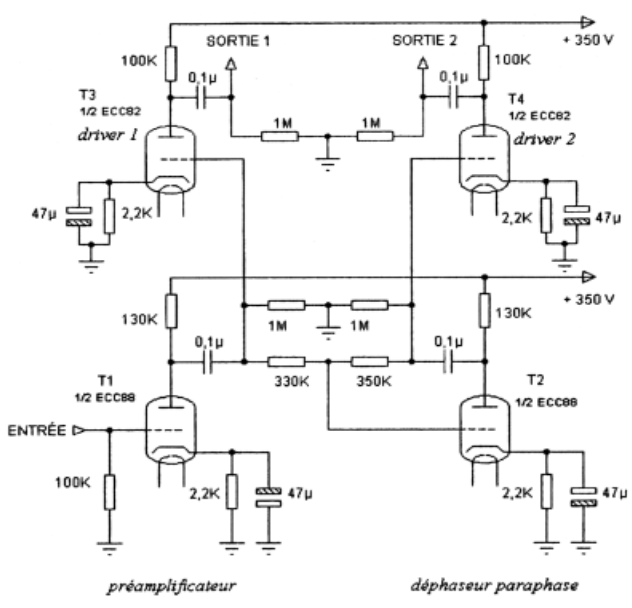 SORTIE 1
SORTIE 2
+ 350 V
100K
0,1µ
0,1µ
100K
T3
1/2 ECC82
driver 1
1M
1M
T4
1/2 ECC82
driver 2
47µ
2,2K
2,2K
47µ
+ 350 V
130K
1M
1M
130K
0,1µ
0,1µ
330K
350K
T1
1/2 ECC88
T2
1/2 ECC88
ENTRÉE
100K
2,2K
47µ
2,2K
47µ
préamplificateur
déphaseur paraphase